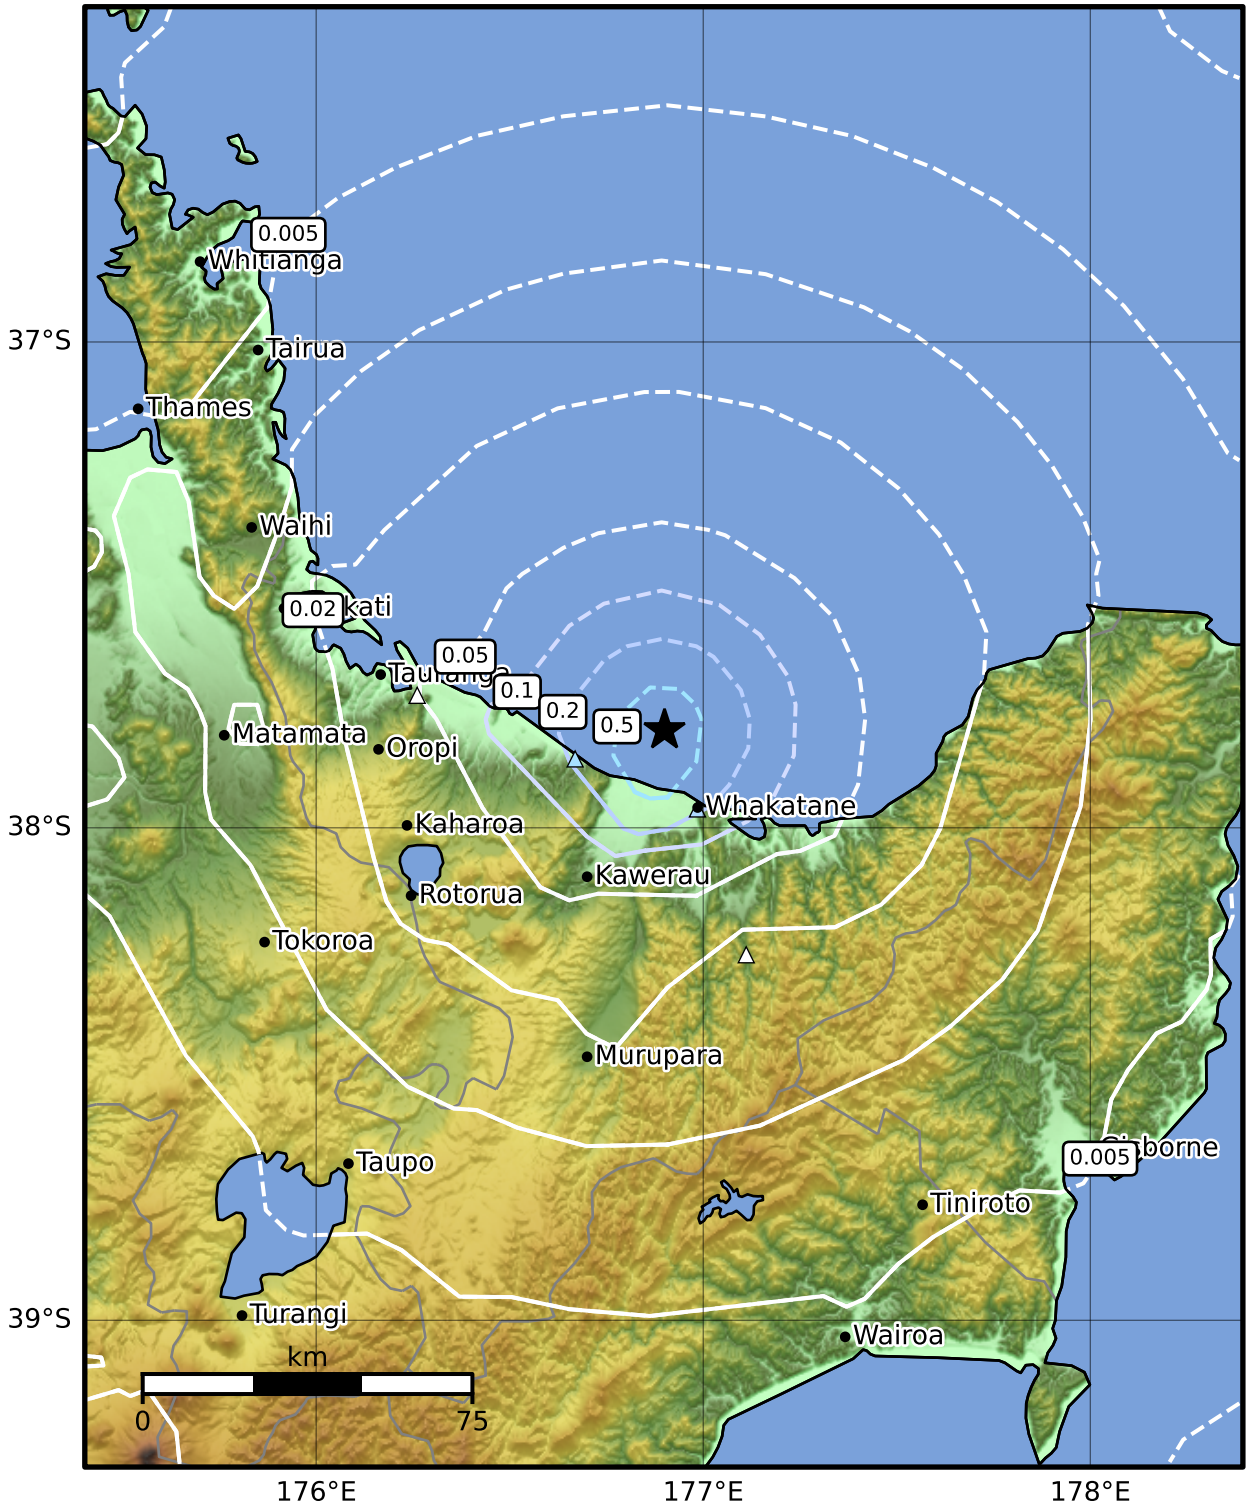 0.005
Whitianga
37°S
Tairua
Thames
Waihi
0.02
kati
0.05
Tauranga
0.1
0.2
0.5
Matamata
Oropi
Whakatane
38°S
Kaharoa
Kawerau
Rotorua
Tokoroa
Murupara
Gisborne
0.005
Taupo
Tiniroto
39°S
Turangi
Wairoa
km
0
75
176°E
177°E
178°E